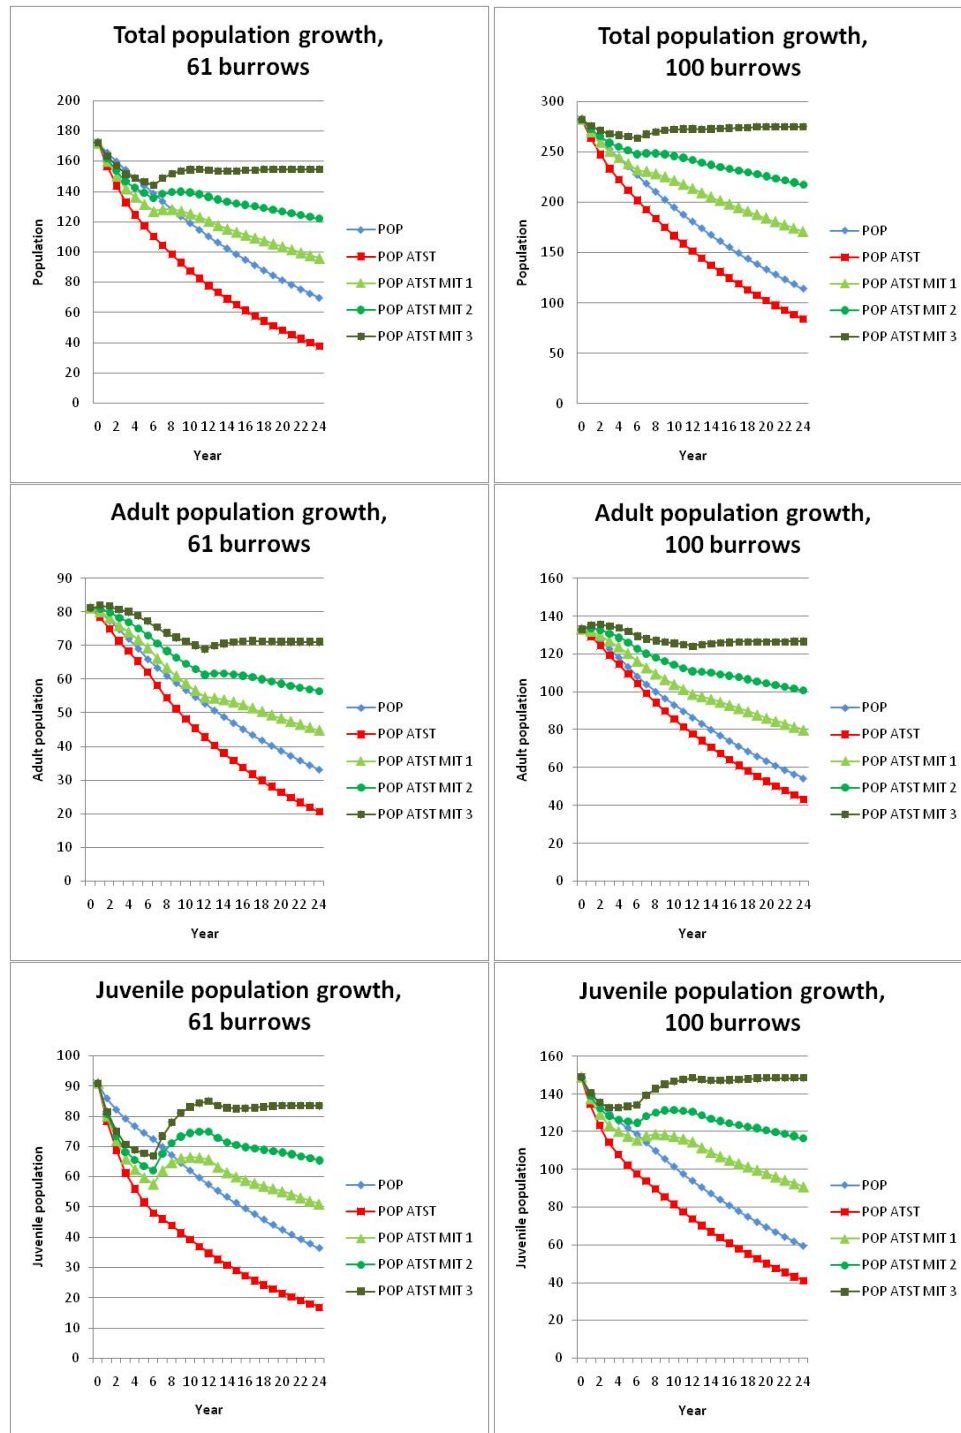 Total population growth,
61 burrows
200
180
160
140
120
100
80
60
40
20
0
0 2 4 6 8 10 12 14 16 18 20 22 24
Population
Year
POP
POP ATST
POP ATST MIT 1
POP ATST MIT 2
POP ATST MIT 3
Total population growth,
100 burrows
300
250
200
150
100
50
0
0 2 4 6 8 10 12 14 16 18 20 22 24
Population
Year
POP
POP ATST
POP ATST MIT 1
POP ATST MIT 2
POP ATST MIT 3
Adult population growth,
61 burrows
90
80
70
60
50
40
30
20
10
0
0 2 4 6 8 10 12 14 16 18 20 22 24
Adult population
Year
POP
POP ATST
POP ATST MIT 1
POP ATST MIT 2
POP ATST MIT 3
Adult population growth,
100 burrows
160
140
120
100
80
60
40
20
0
0 2 4 6 8 10 12 14 16 18 20 22 24
Adult population
Year
POP
POP ATST
POP ATST MIT 1
POP ATST MIT 2
POP ATST MIT 3
Juvenile population growth,
61 burrows
100
90
80
70
60
50
40
30
20
10
0
0 2 4 6 8 10 12 14 16 18 20 22 24
Juvenile population
Year
POP
POP ATST
POP ATST MIT 1
POP ATST MIT 2
POP ATST MIT 3
Juvenile population growth,
100 burrows
160
140
120
100
80
60
40
20
0
0 2 4 6 8 10 12 14 16 18 20 22 24
Juvenile population
Year
POP
POP ATST
POP ATST MIT 1
POP ATST MIT 2
POP ATST MIT 3